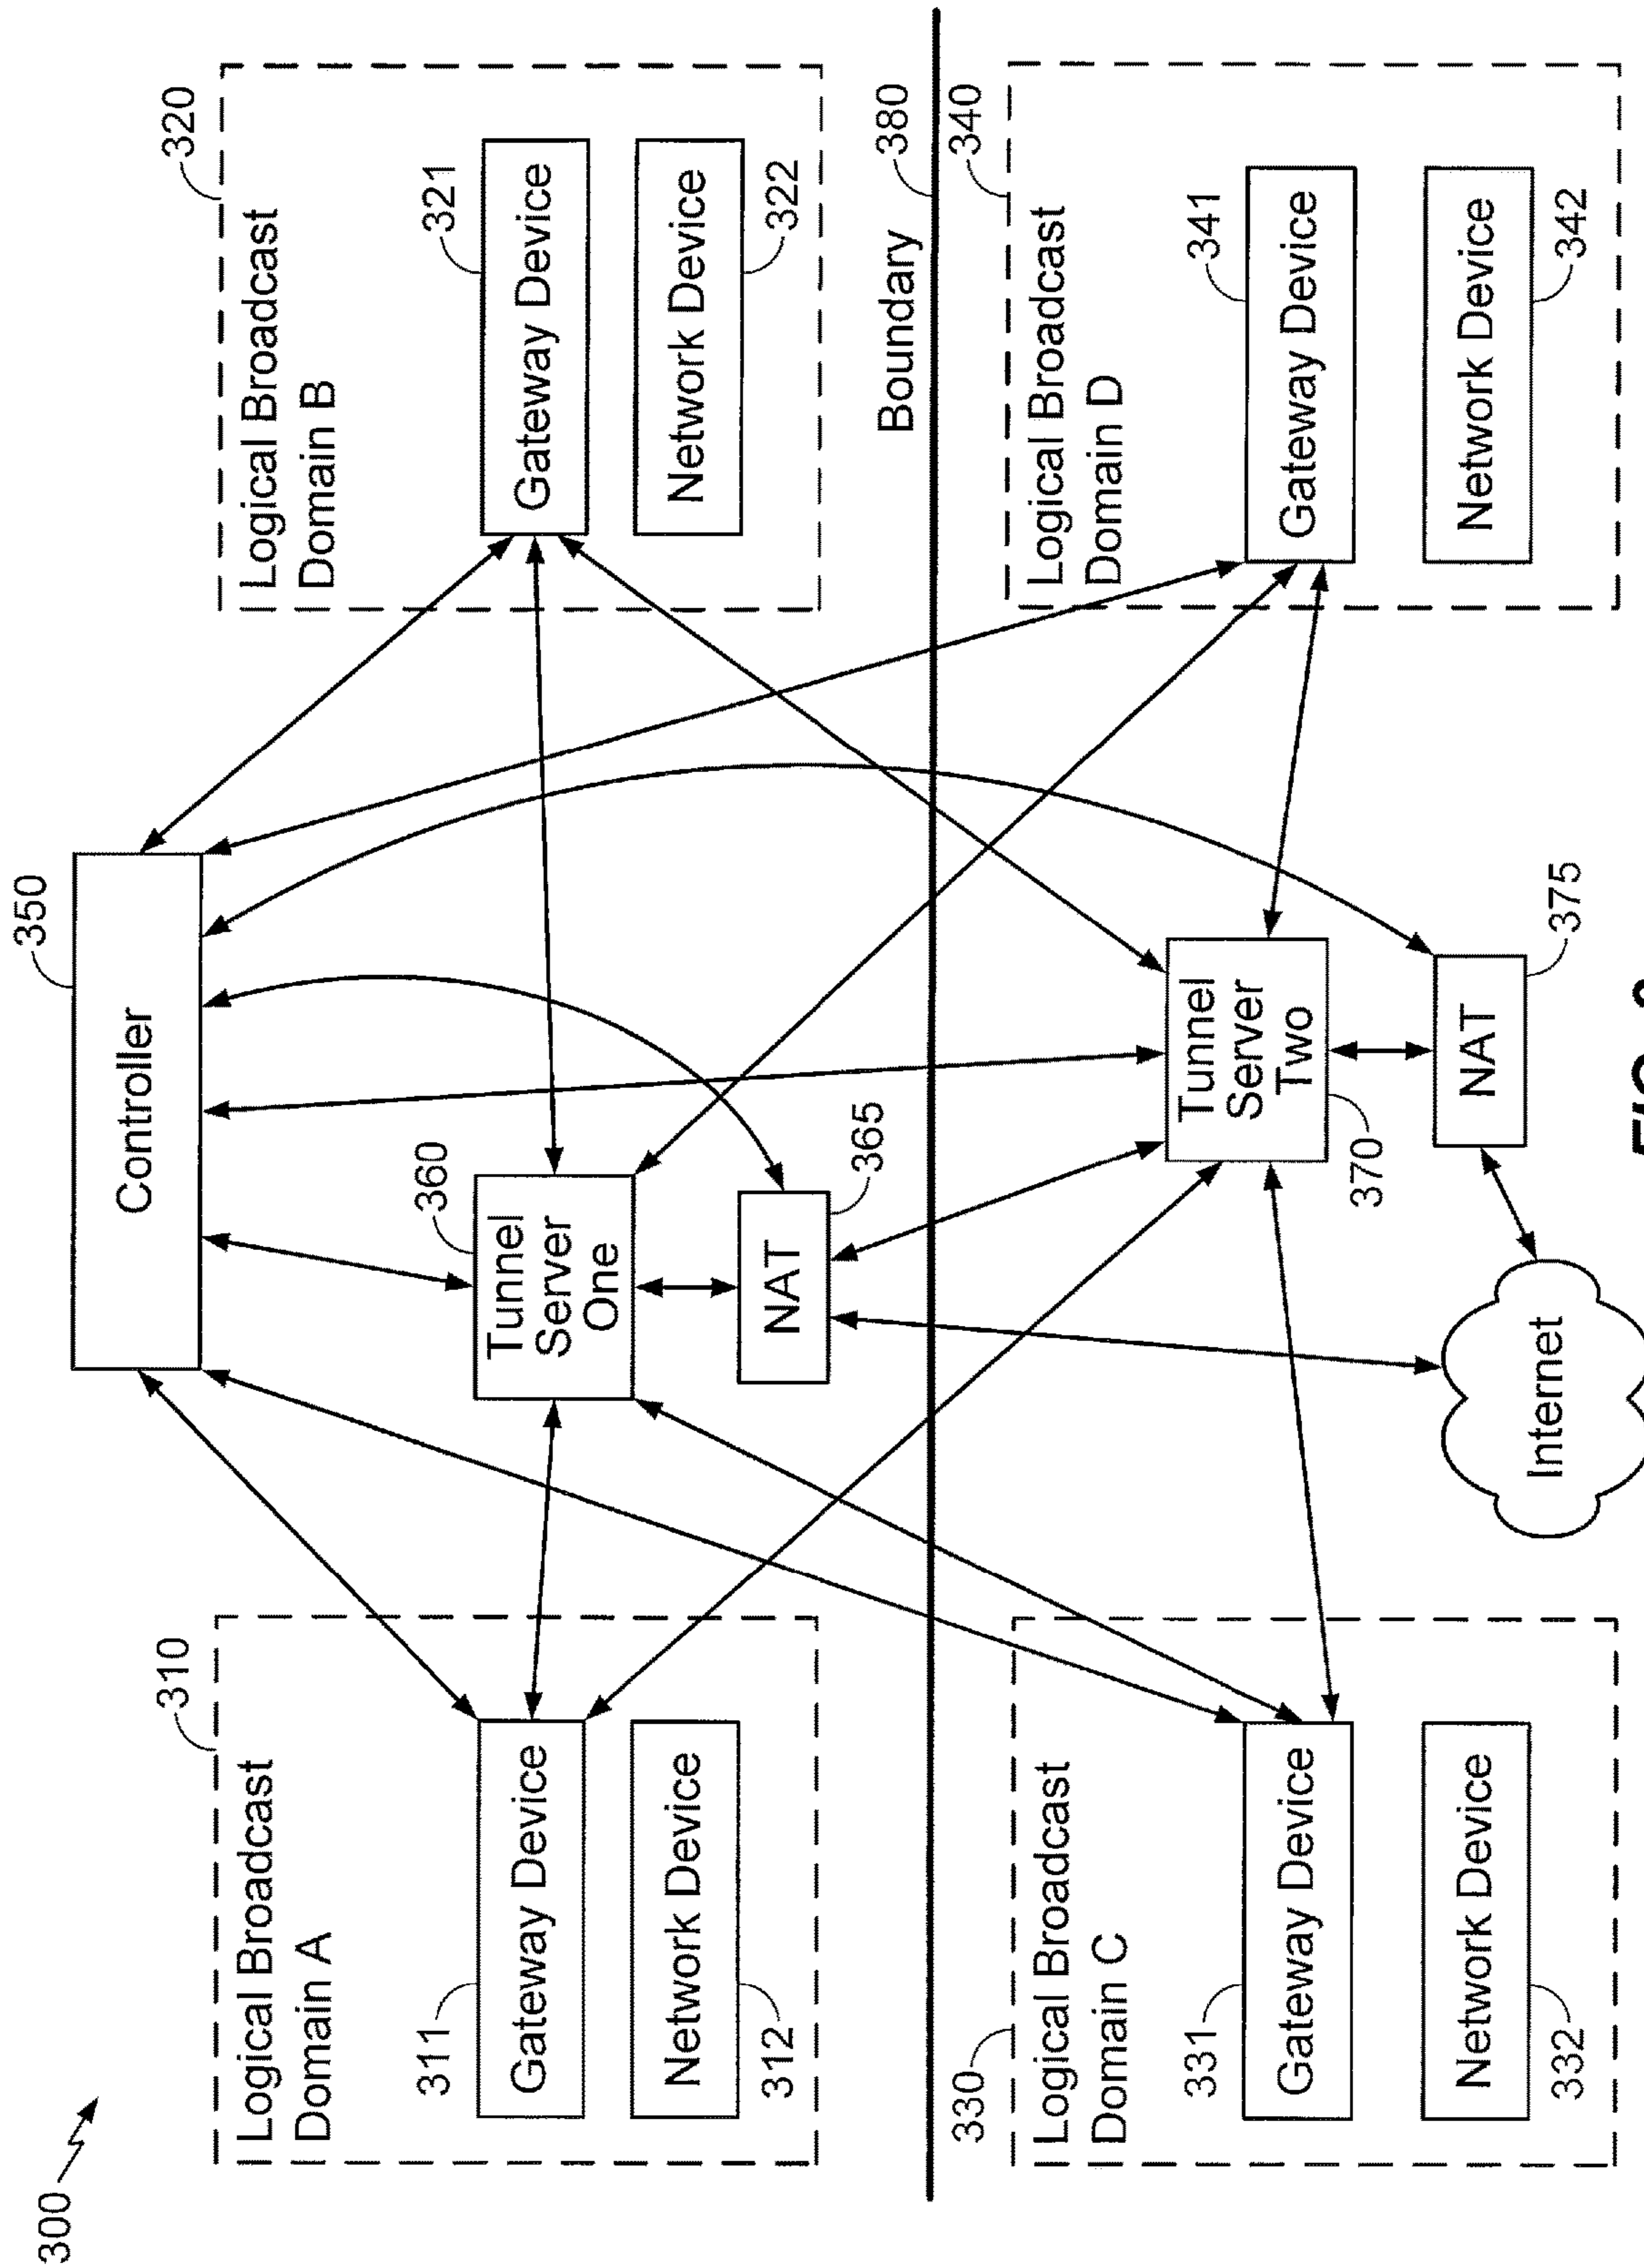 300
350
Controller
310
Logical Broadcast
Domain A
311
Gateway Device
Network Device
312
320
Logical Broadcast
Domain B
321
Gateway Device
Network Device
322
360
Tunnel
Server
One
NAT
365
Boundary
380
330
Logical Broadcast
Domain C
331
Gateway Device
Network Device
332
340
Logical Broadcast
Domain D
341
Gateway Device
Network Device
342
Tunnel
Server
Two
370
NAT
375
Internet